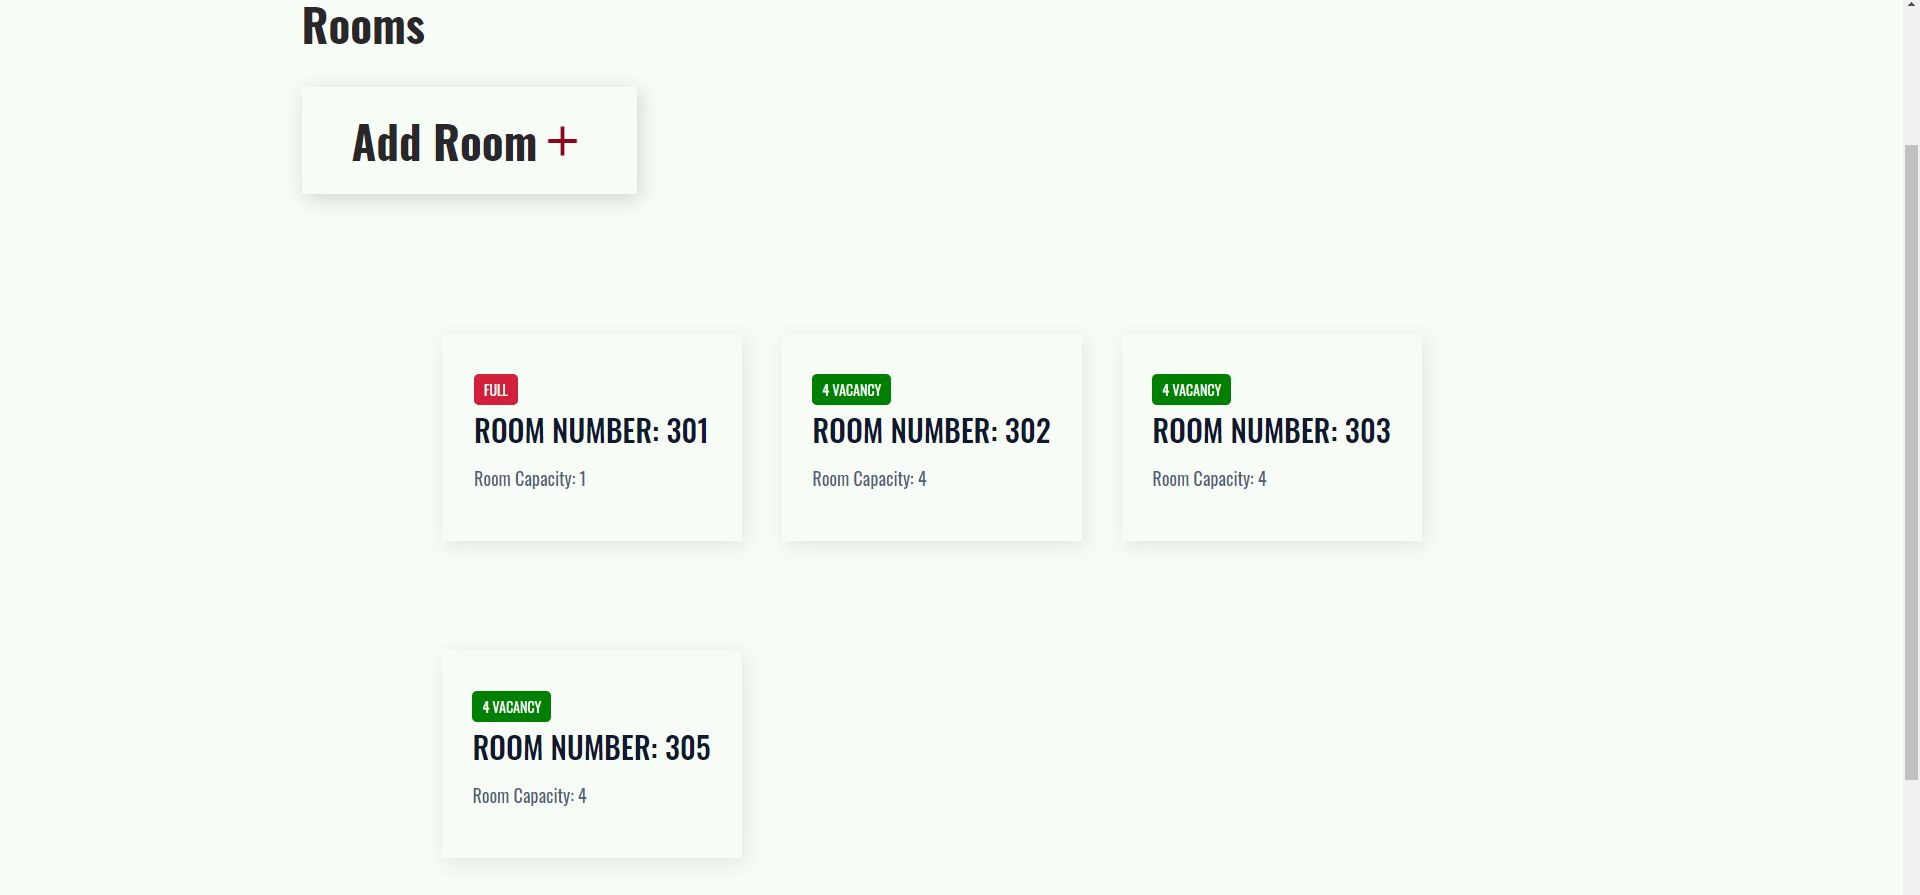 Rooms
Add Room +
FULL
ROOM NUMBER: 301
Room Capacity: 1
4 VACANCY
ROOM NUMBER: 302
Room Capacity: 4
4 VACANCY
ROOM NUMBER: 303
Room Capacity: 4
4 VACANCY
ROOM NUMBER: 305
Room Capacity: 4